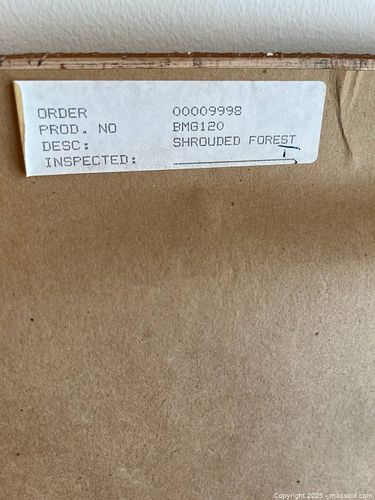 ORDER 00009998
PROD. NO BMG120
DESC: SHROUDED FOREST
INSPECTED:
Copyright 2025 - maxsold.com